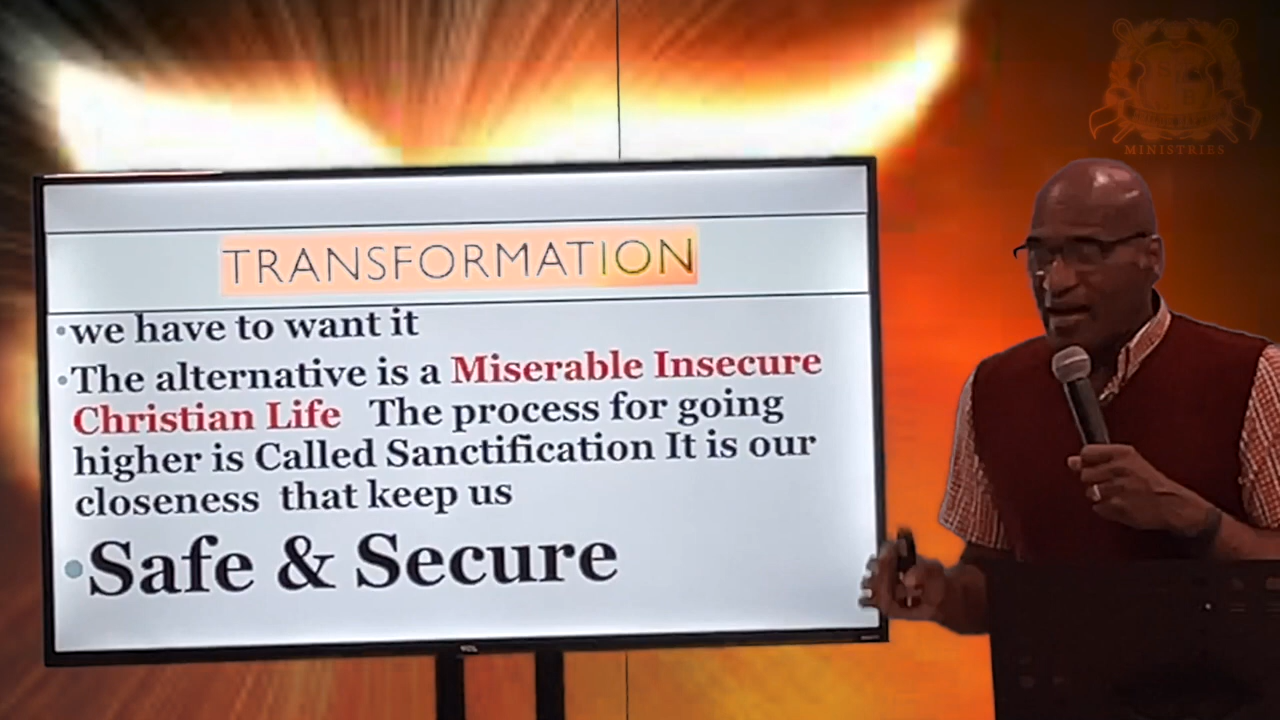 MINISTRIES
TRANSFORMATION
•we have to want it
•The alternative is a Miserable Insecure
Christian Life The process for going
higher is Called Sanctification It is our
closeness that keep us
•Safe & Secure
TCL